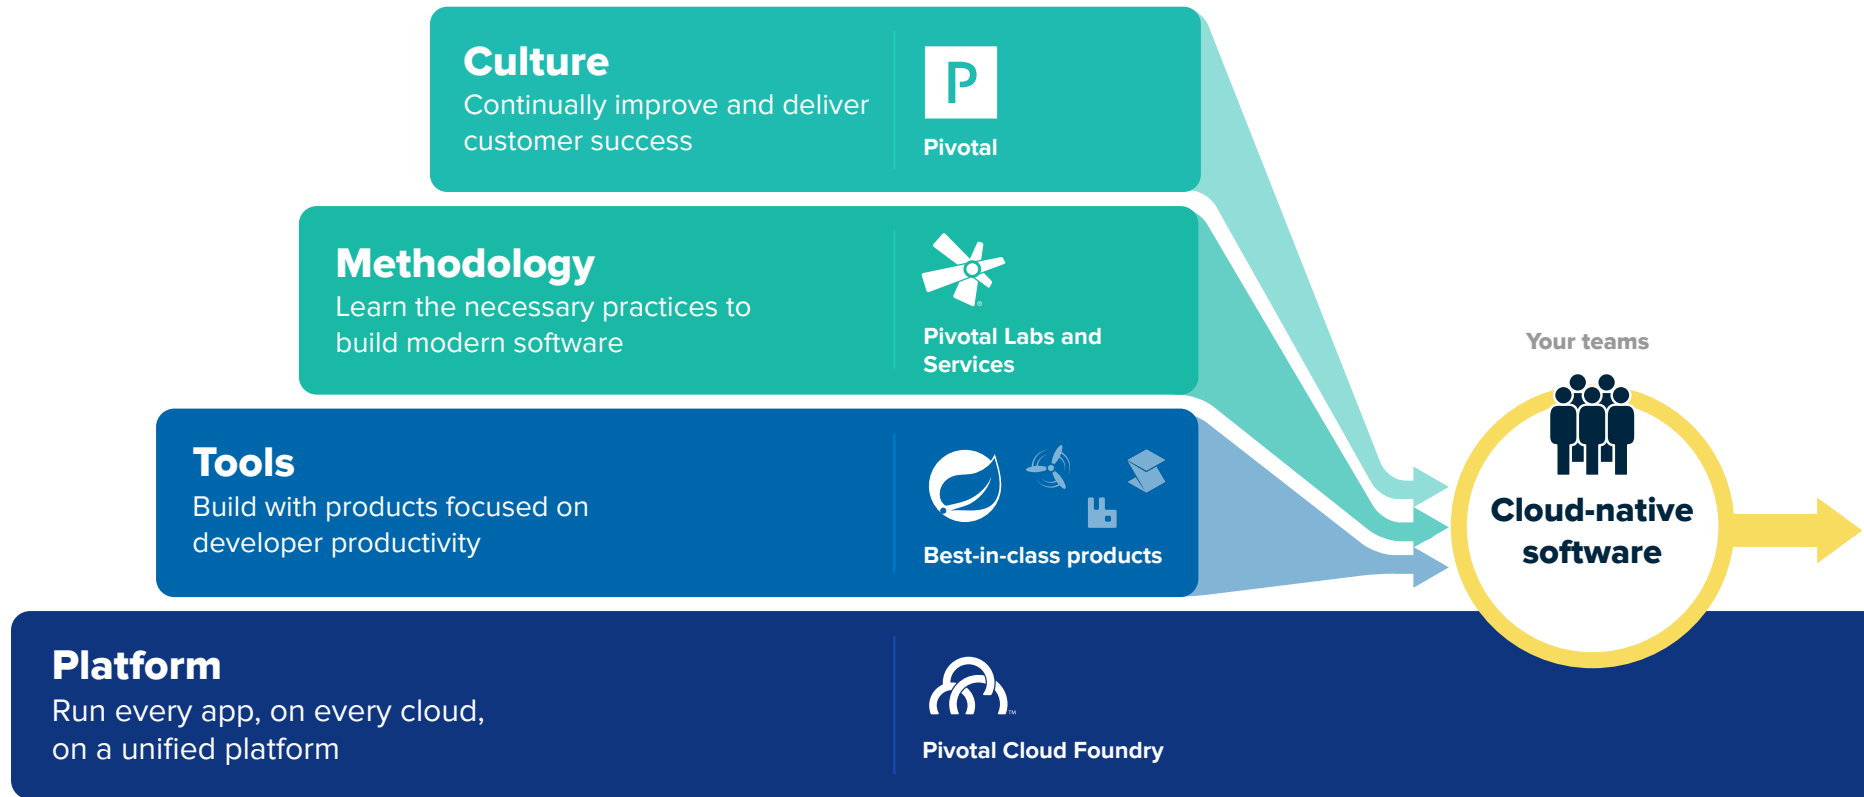 Culture
Continually improve and deliver
customer success
P
Pivotal
Methodology
Learn the necessary practices to
build modern software
®
Pivotal Labs and
Services
Tools
Build with products focused on
developer productivity
Best-in-class products
Platform
Run every app, on every cloud,
on a unified platform
™
Pivotal Cloud Foundry
Your teams
Cloud-native
software